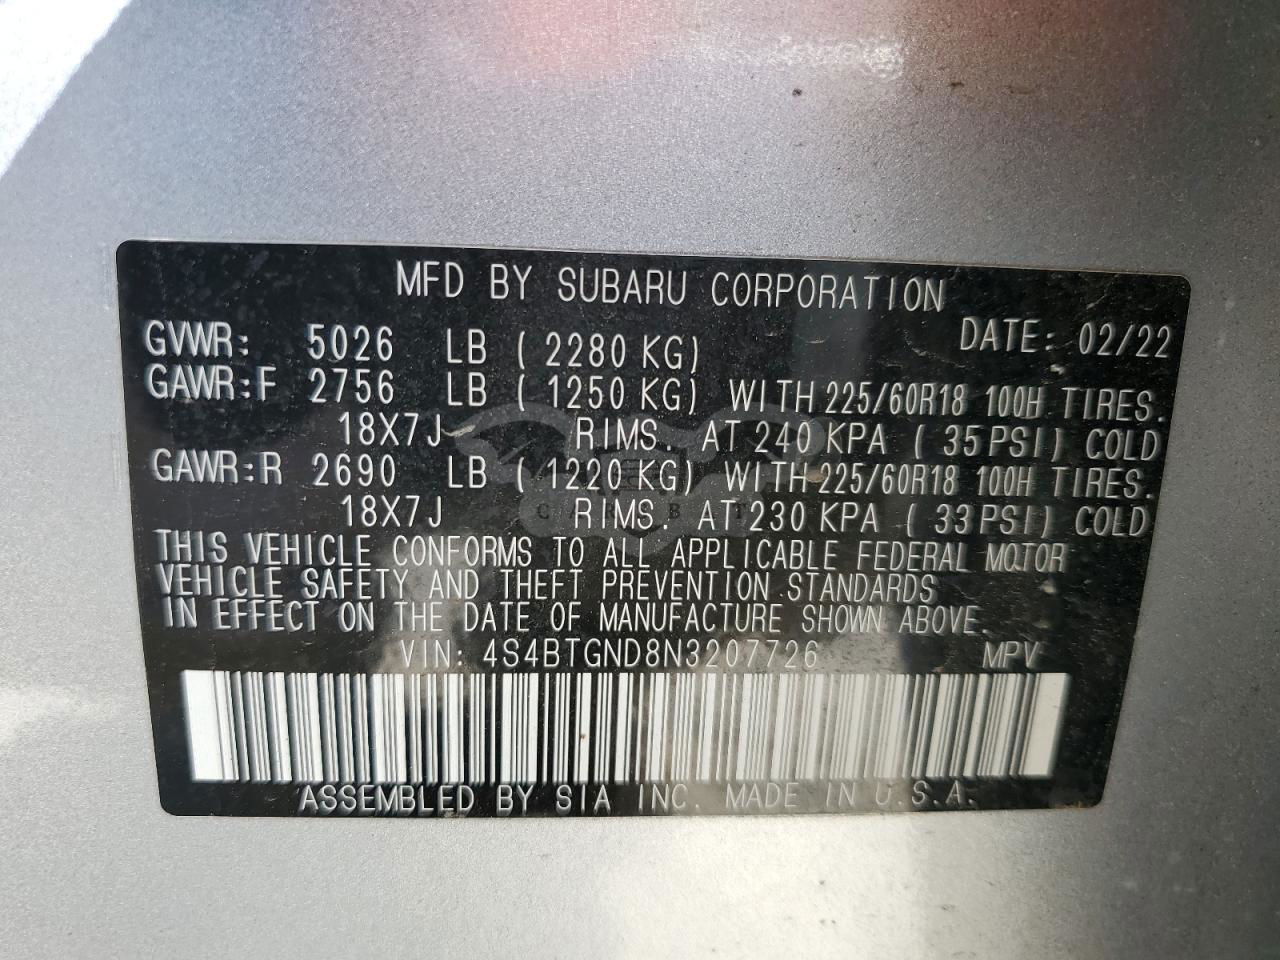 MFD BY SUBARU CORPORATION
GVWR: 5026 LB ( 2280 KG) DATE: 02/22
GAWR:F 2756 LB ( 1250 KG) WITH 225/60R18 100H TIRES.
18X7J RIMS. AT 240 KPA ( 35PSI) COLD
GAWR:R 2690 LB ( 1220 KG) WITH 225/60R18 100H TIRES.
18X7J RIMS. AT 230 KPA ( 33PSI) COLD
THIS VEHICLE CONFORMS TO ALL APPLICABLE FEDERAL MOTOR
VEHICLE SAFETY AND THEFT PREVENTION STANDARDS
IN EFFECT ON THE DATE OF MANUFACTURE SHOWN ABOVE.
VIN: 4S4BTGND8N3207726 MPV
ASSEMBLED BY SIA INC. MADE IN U.S.A.